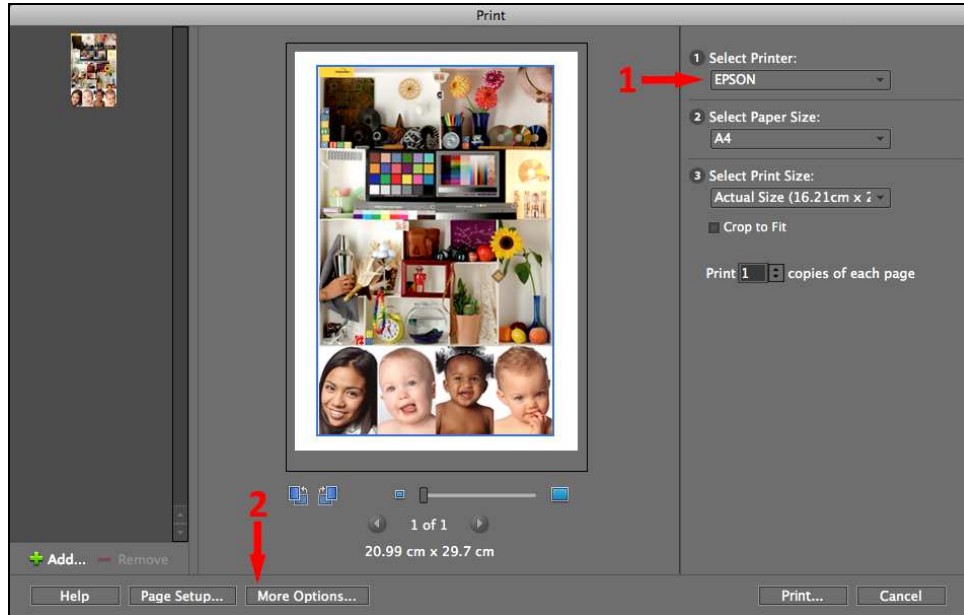 Print
1 Select Printer:
1
EPSON
2 Select Paper Size:
A4
3 Select Print Size:
Actual Size (16.21cm x 2
Crop to Fit
Print 1 copies of each page
2
1 of 1
20.99 cm x 29.7 cm
Add... Remove
Help
Page Setup...
More Options...
Print...
Cancel